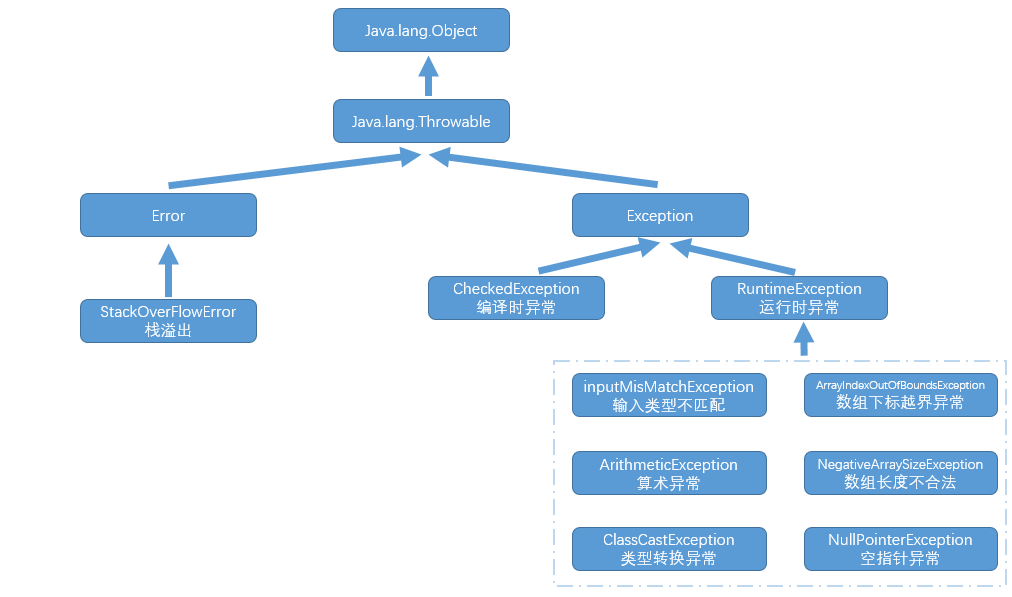 Java.lang.Object
Java.lang.Throwable
Error
Exception
CheckedException
编译时异常
RuntimeException
运行时异常
StackOverFlowError
栈溢出
inputMisMatchException
输入类型不匹配
ArrayIndexOutOfBoundsException
数组下标越界异常
ArithmeticException
算术异常
NegativeArraySizeException
数组长度不合法
ClassCastException
类型转换异常
NullPointerException
空指针异常